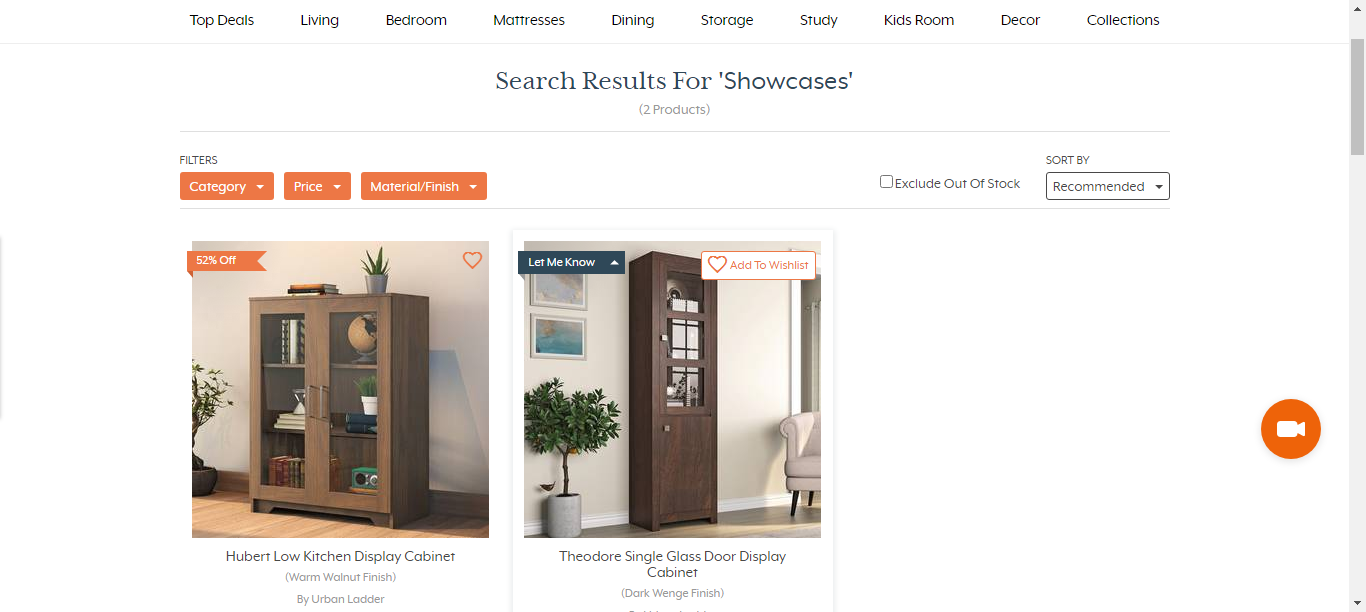 Top Deals Living Bedroom Mattresses Dining Storage Study Kids Room Decor Collections
Search Results For 'Showcases'
(2 Products)
FILTERS
SORT BY
Category Price Material/Finish
Exclude Out Of Stock
Recommended
52% Off
Let Me Know
Add To Wishlist
Hubert Low Kitchen Display Cabinet
(Warm Walnut Finish)
By Urban Ladder
Theodore Single Glass Door Display
Cabinet
(Dark Wenge Finish)